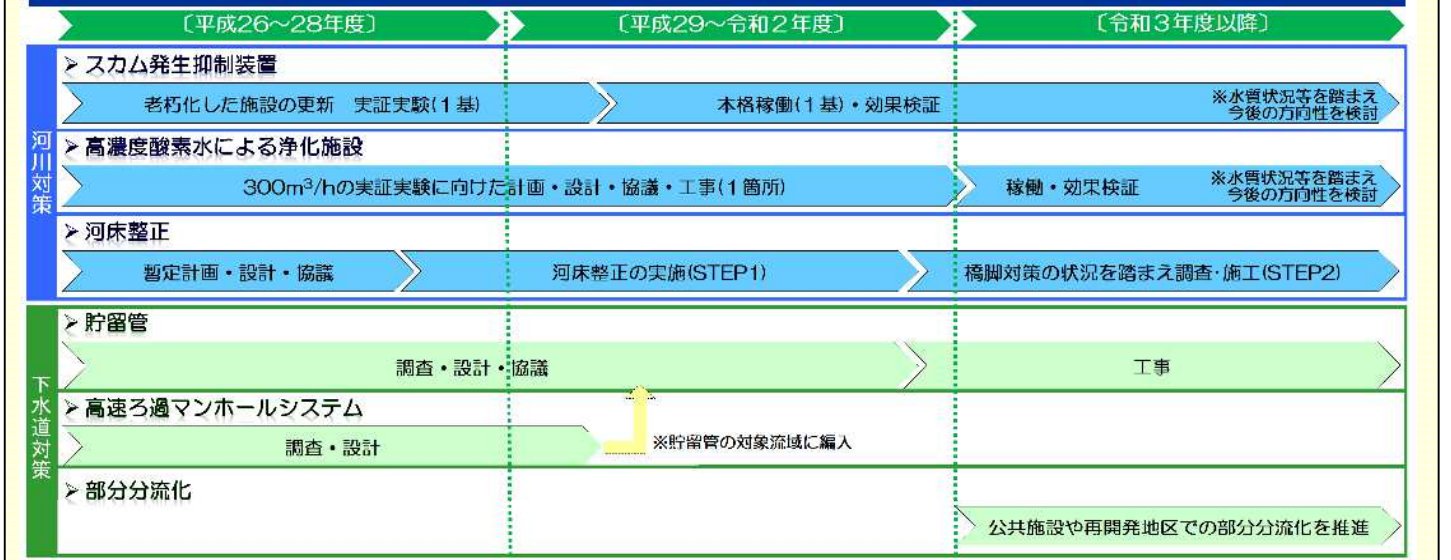 〔平成26～28年度〕
〔平成29～令和2年度〕
〔令和3年度以降〕
河川対策
➢ スカム発生抑制装置
老朽化した施設の更新　実証実験(1基)
本格稼働(1基)・効果検証
※水質状況等を踏まえ
今後の方向性を検討
➢ 高濃度酸素水による浄化施設
300m³/hの実証実験に向けた計画・設計・協議・工事(1箇所)
稼働・効果検証
※水質状況等を踏まえ
今後の方向性を検討
➢ 河床整正
暫定計画・設計・協議
河床整正の実施(STEP1)
橋脚対策の状況を踏まえ調査・施工(STEP2)
下水道対策
➢ 貯留管
調査・設計・協議
工事
➢ 高速ろ過マンホールシステム
調査・設計
※貯留管の対象流域に編入
➢ 部分分流化
公共施設や再開発地区での部分分流化を推進